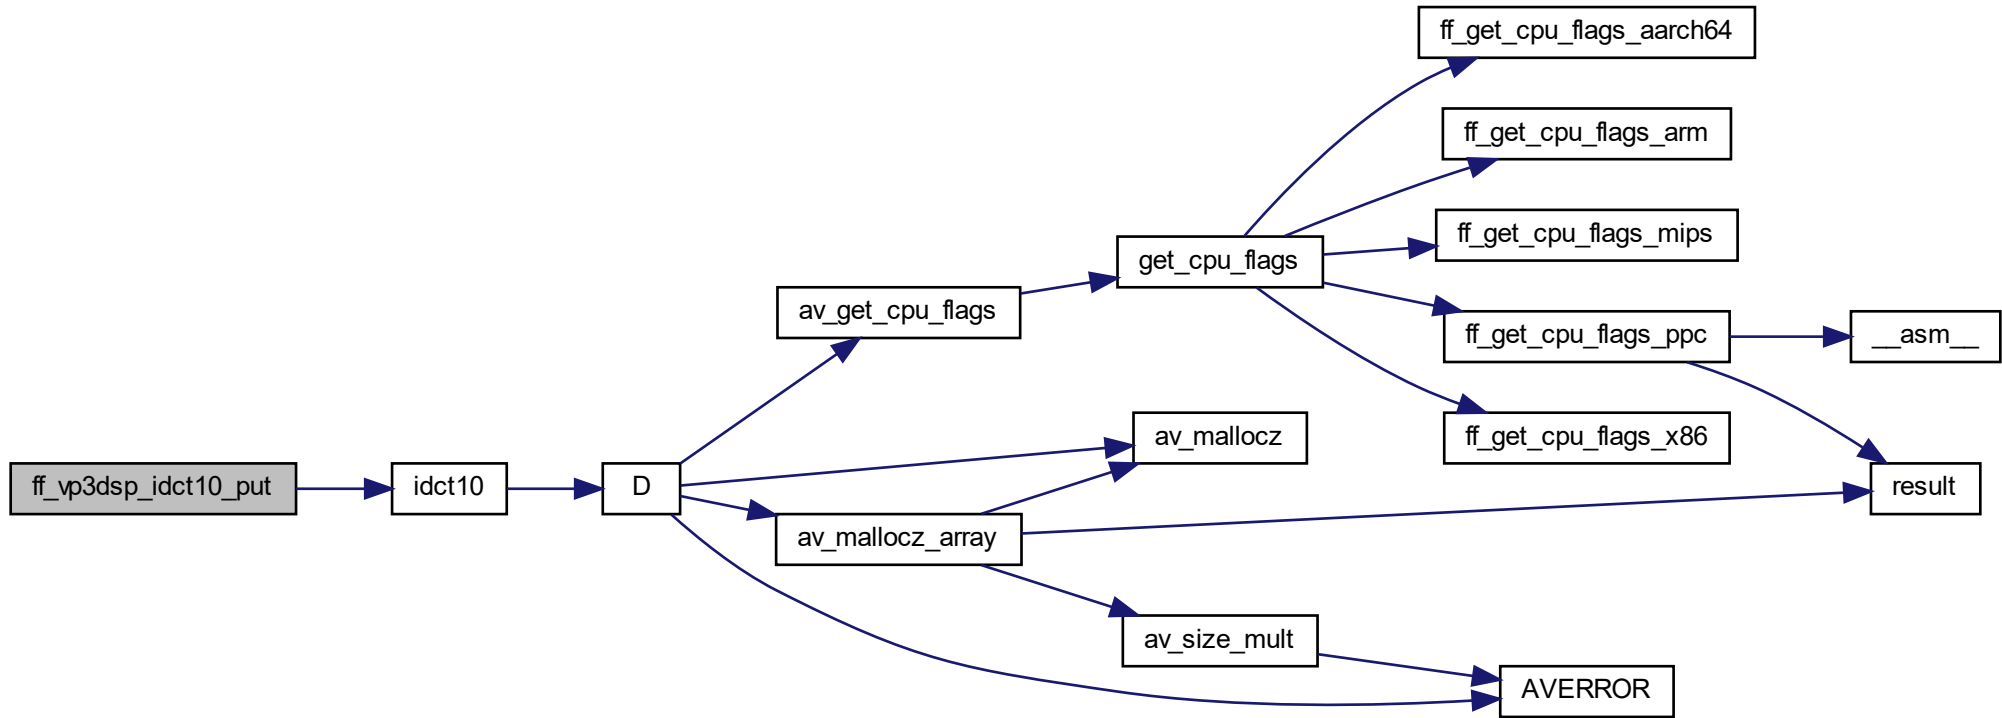 ff_get_cpu_flags_aarch64
ff_get_cpu_flags_arm
ff_get_cpu_flags_mips
get_cpu_flags
av_get_cpu_flags
ff_get_cpu_flags_ppc
__asm__
av_mallocz
ff_get_cpu_flags_x86
ff_vp3dsp_idct10_put
idct10
D
result
av_mallocz_array
av_size_mult
AVERROR